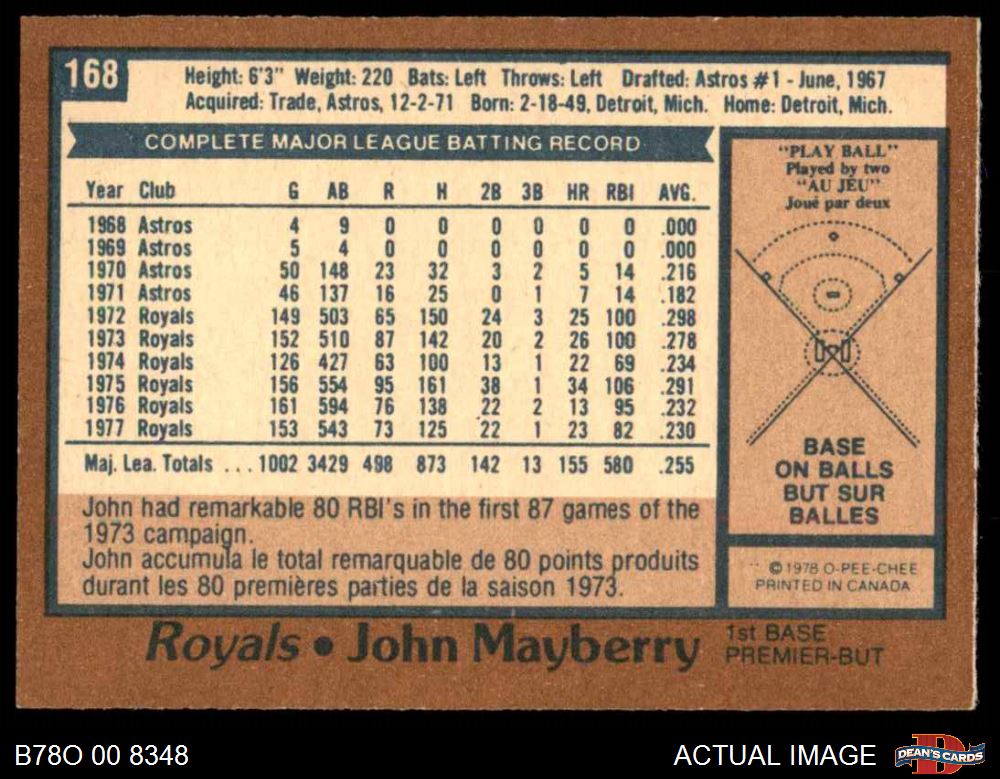 168
Height: 6'3" Weight: 220 Bats: Left Throws: Left Drafted: Astros #1 - June, 1967
Acquired: Trade, Astros, 12-2-71 Born: 2-18-49, Detroit, Mich. Home: Detroit, Mich.
COMPLETE MAJOR LEAGUE BATTING RECORD
Year Club G AB R H 2B 3B HR RBI AVG.
1968 Astros 4 9 0 0 0 0 0 0 .000
1969 Astros 5 4 0 0 0 0 0 0 .000
1970 Astros 50 148 23 32 3 2 5 14 .216
1971 Astros 46 137 16 25 0 1 7 14 .182
1972 Royals 149 503 65 150 24 3 25 100 .298
1973 Royals 152 510 87 142 20 2 26 100 .278
1974 Royals 126 427 63 100 13 1 22 69 .234
1975 Royals 156 554 95 161 38 1 34 106 .291
1976 Royals 161 594 76 138 22 2 13 95 .232
1977 Royals 153 543 73 125 22 1 23 82 .230
Maj. Lea. Totals ... 1002 3429 498 873 142 13 155 580 .255
John had remarkable 80 RBI's in the first 87 games of the
1973 campaign.
John accumula le total remarquable de 80 points produits
durant les 80 premières parties de la saison 1973.
"PLAY BALL"
Played by two
"AU JEU"
Joué par deux
BASE
ON BALLS
BUT SUR
BALLES
© 1978 O-PEE-CHEE
PRINTED IN CANADA
Royals • John Mayberry
1st BASE
PREMIER-BUT
B78O 00 8348
ACTUAL IMAGE
DEAN'S CARDS